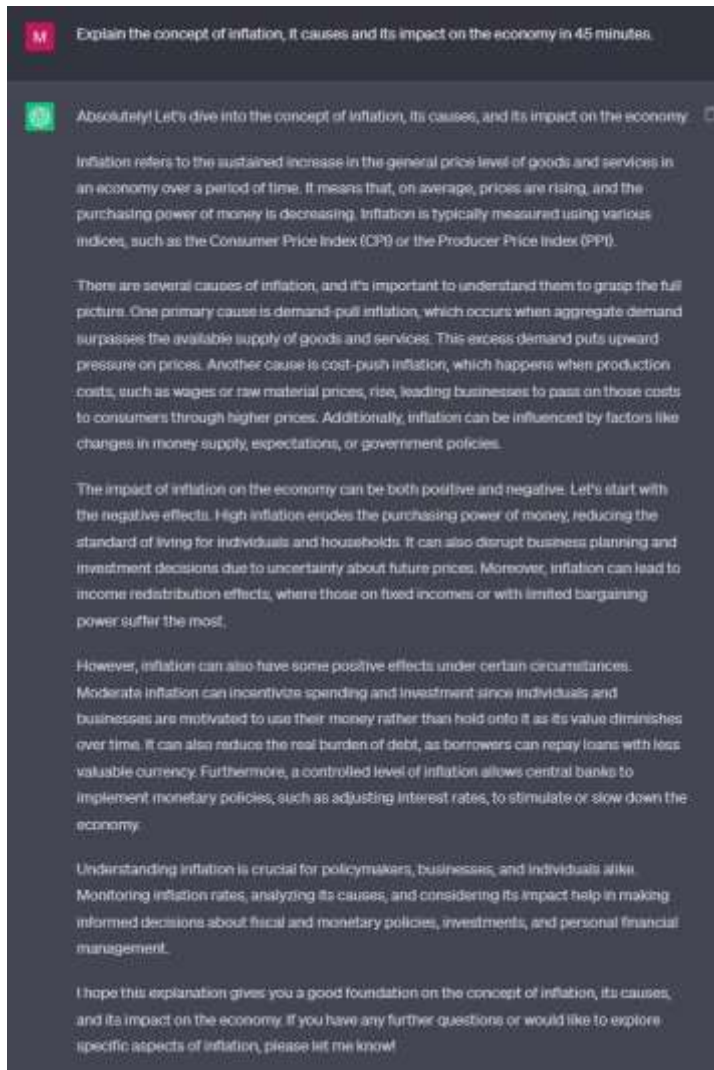 M
Explain the concept of inflation, it causes and its impact on the economy in 45 minutes.
Absolutely! Let's dive into the concept of inflation, its causes, and its impact on the economy.
Inflation refers to the sustained increase in the general price level of goods and services in
an economy over a period of time. It means that, on average, prices are rising, and the
purchasing power of money is decreasing. Inflation is typically measured using various
indices, such as the Consumer Price Index (CPI) or the Producer Price Index (PPI).
There are several causes of inflation, and it's important to understand them to grasp the full
picture. One primary cause is demand-pull inflation, which occurs when aggregate demand
surpasses the available supply of goods and services. This excess demand puts upward
pressure on prices. Another cause is cost-push inflation, which happens when production
costs, such as wages or raw material prices, rise, leading businesses to pass on those costs
to consumers through higher prices. Additionally, inflation can be influenced by factors like
changes in money supply, expectations, or government policies.
The impact of inflation on the economy can be both positive and negative. Let's start with
the negative effects. High inflation erodes the purchasing power of money, reducing the
standard of living for individuals and households. It can also disrupt business planning and
investment decisions due to uncertainty about future prices. Moreover, inflation can lead to
income redistribution effects, where those on fixed incomes or with limited bargaining
power suffer the most.
However, inflation can also have some positive effects under certain circumstances.
Moderate inflation can incentivize spending and investment since individuals and
businesses are motivated to use their money rather than hold onto it as its value diminishes
over time. It can also reduce the real burden of debt, as borrowers can repay loans with less
valuable currency. Furthermore, a controlled level of inflation allows central banks to
implement monetary policies, such as adjusting interest rates, to stimulate or slow down the
economy.
Understanding inflation is crucial for policymakers, businesses, and individuals alike.
Monitoring inflation rates, analyzing its causes, and considering its impact help in making
informed decisions about fiscal and monetary policies, investments, and personal financial
management.
I hope this explanation gives you a good foundation on the concept of inflation, its causes,
and its impact on the economy. If you have any further questions or would like to explore
specific aspects of inflation, please let me know!